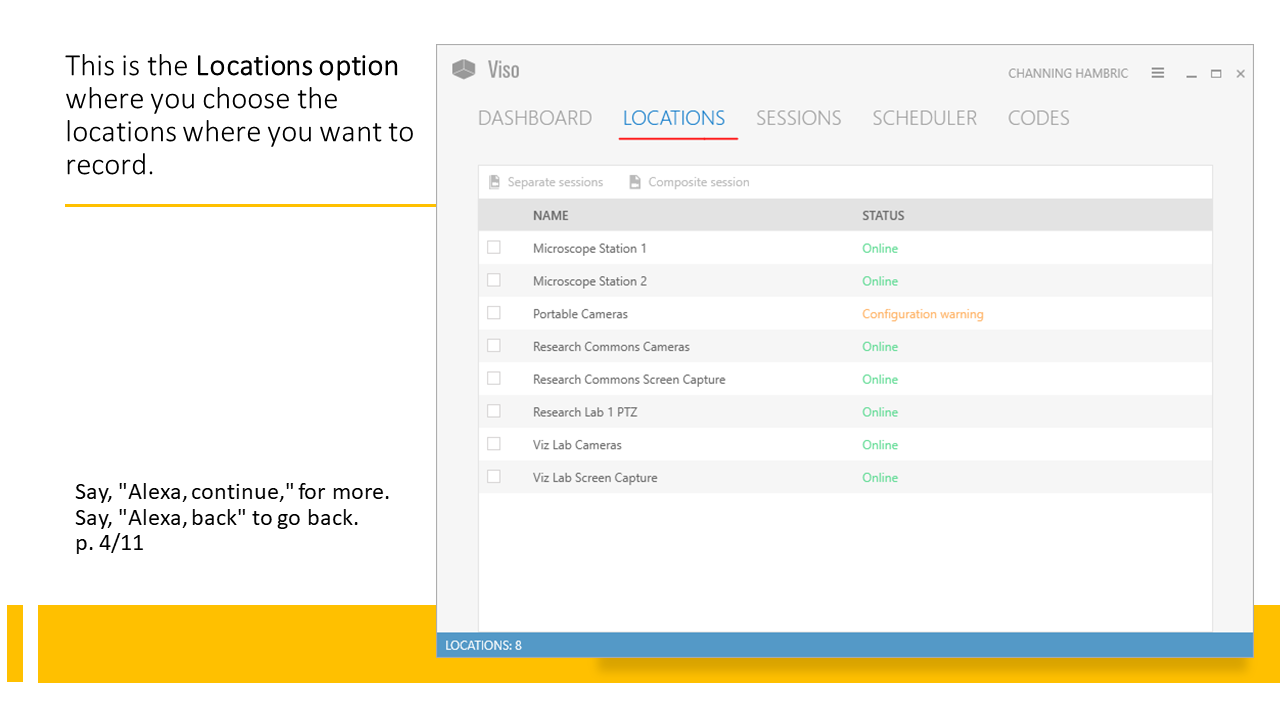 This is the Locations option
where you choose the
locations where you want to
record.
Say, "Alexa, continue," for more.
Say, "Alexa, back" to go back.
p. 4/11
Viso
CHANNING HAMBRIC
DASHBOARD LOCATIONS SESSIONS SCHEDULER CODES
Separate sessions Composite session
NAME STATUS
Microscope Station 1 Online
Microscope Station 2 Online
Portable Cameras Configuration warning
Research Commons Cameras Online
Research Commons Screen Capture Online
Research Lab 1 PTZ Online
Viz Lab Cameras Online
Viz Lab Screen Capture Online
LOCATIONS: 8